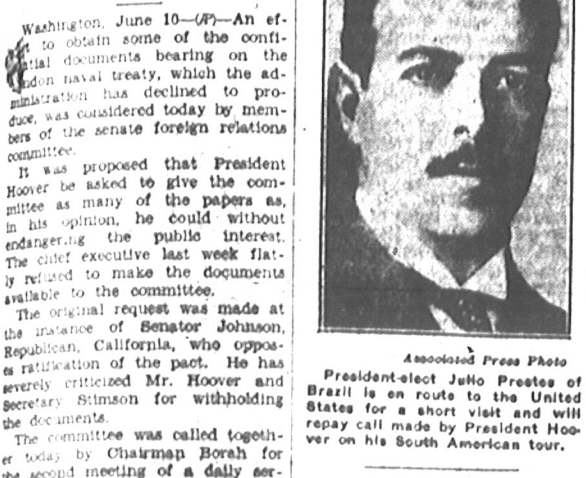 Washington, June 10—(AP)—An ef-
to obtain some of the confi-
documents bearing on the
naval treaty, which the ad-
ministration has declined to pro-
duce, was considered today by mem-
bers of the senate foreign relations
committee.
It was proposed that President
Hoover be asked to give the com-
mittee as many of the papers as,
in his opinion, he could without
endangering the public interest.
The chief executive last week flat-
ly refused to make the documents
available to the committee.
The original request was made at
the instance of Senator Johnson,
Republican, California, who oppos-
es ratification of the pact. He has
severely criticized Mr. Hoover and
Secretary Stimson for withholding
the documents.
The committee was called togeth-
er today by Chairman Borah for
the second meeting of a daily ser-
Associated Press Photo
President-elect Julio Prestes of
Brazil is en route to the United
States for a short visit and will
repay call made by President Hoo-
ver on his South American tour.